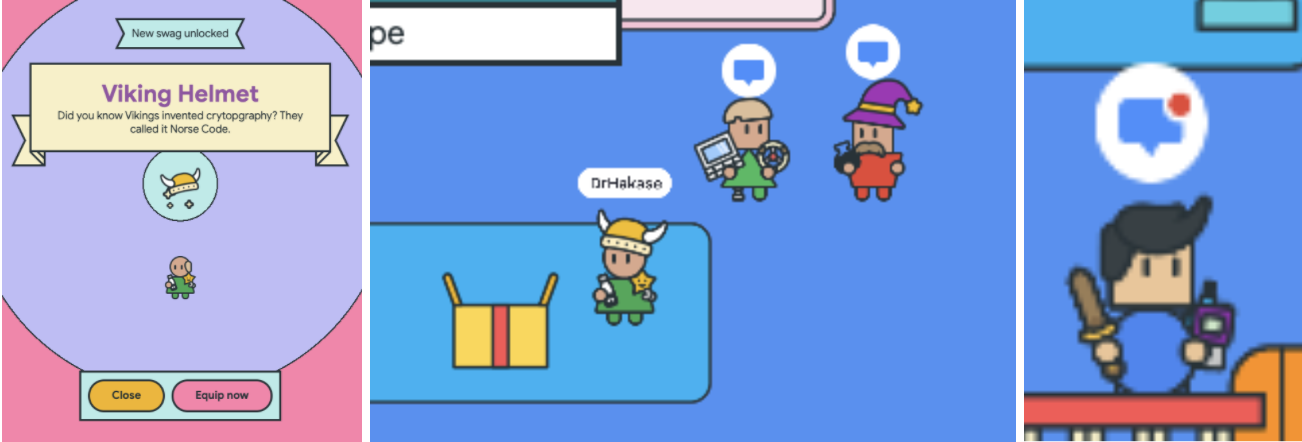 New swag unlocked
Viking Helmet
Did you know Vikings invented crytopgraphy? They
called it Norse Code.
Close
Equip now
pe
DrHakase